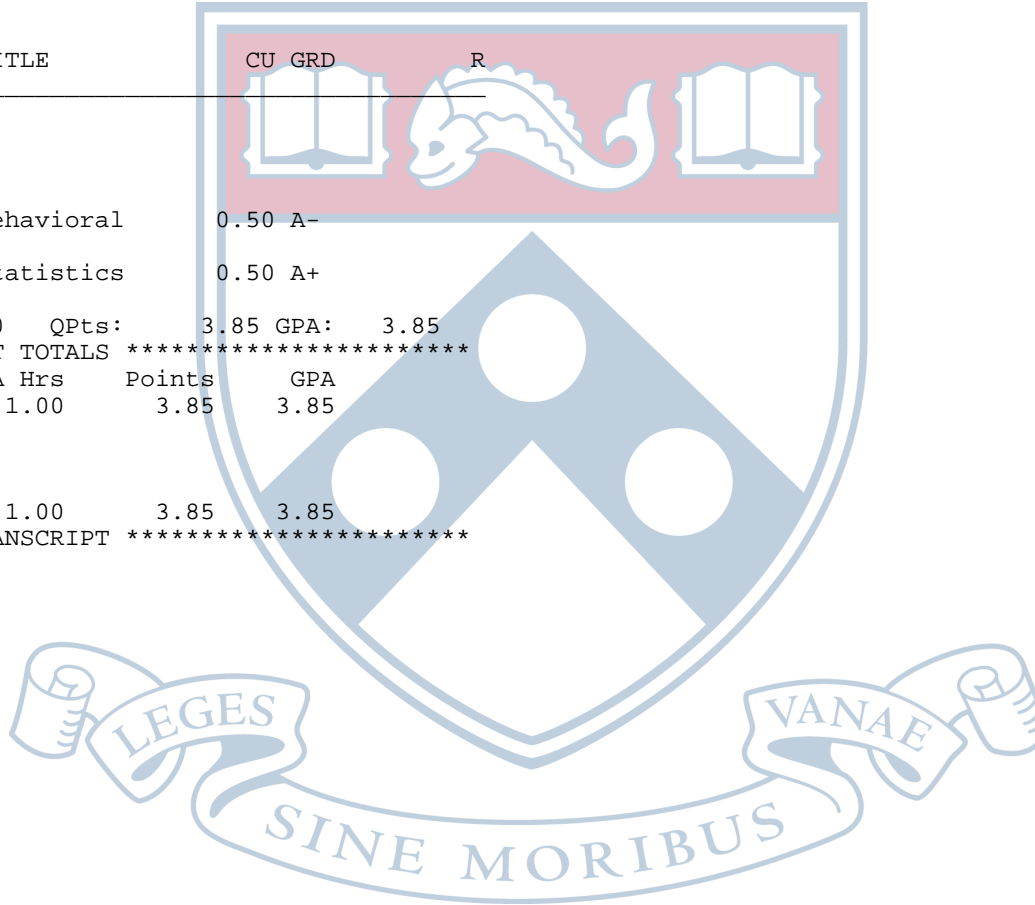 ITLE CU GRD R
ehavioral 0.50 A-
tatistics 0.50 A+
0 QPts: 3.85 GPA: 3.85
T TOTALS ***********************
A Hrs Points GPA
1.00 3.85 3.85
1.00 3.85 3.85
ANSCRIPT ***********************
LEGES
VANAE
SINE MORIBUS